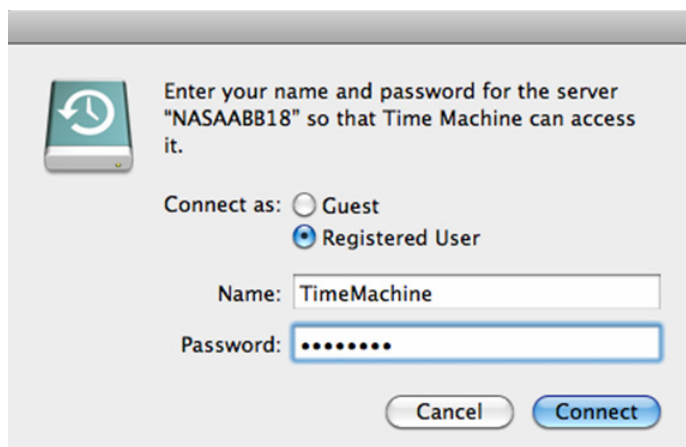 Enter your name and password for the server
“NASAABB18” so that Time Machine can access
it.
Connect as: Guest
Registered User
Name: TimeMachine
Password: ••••••••
Cancel Connect